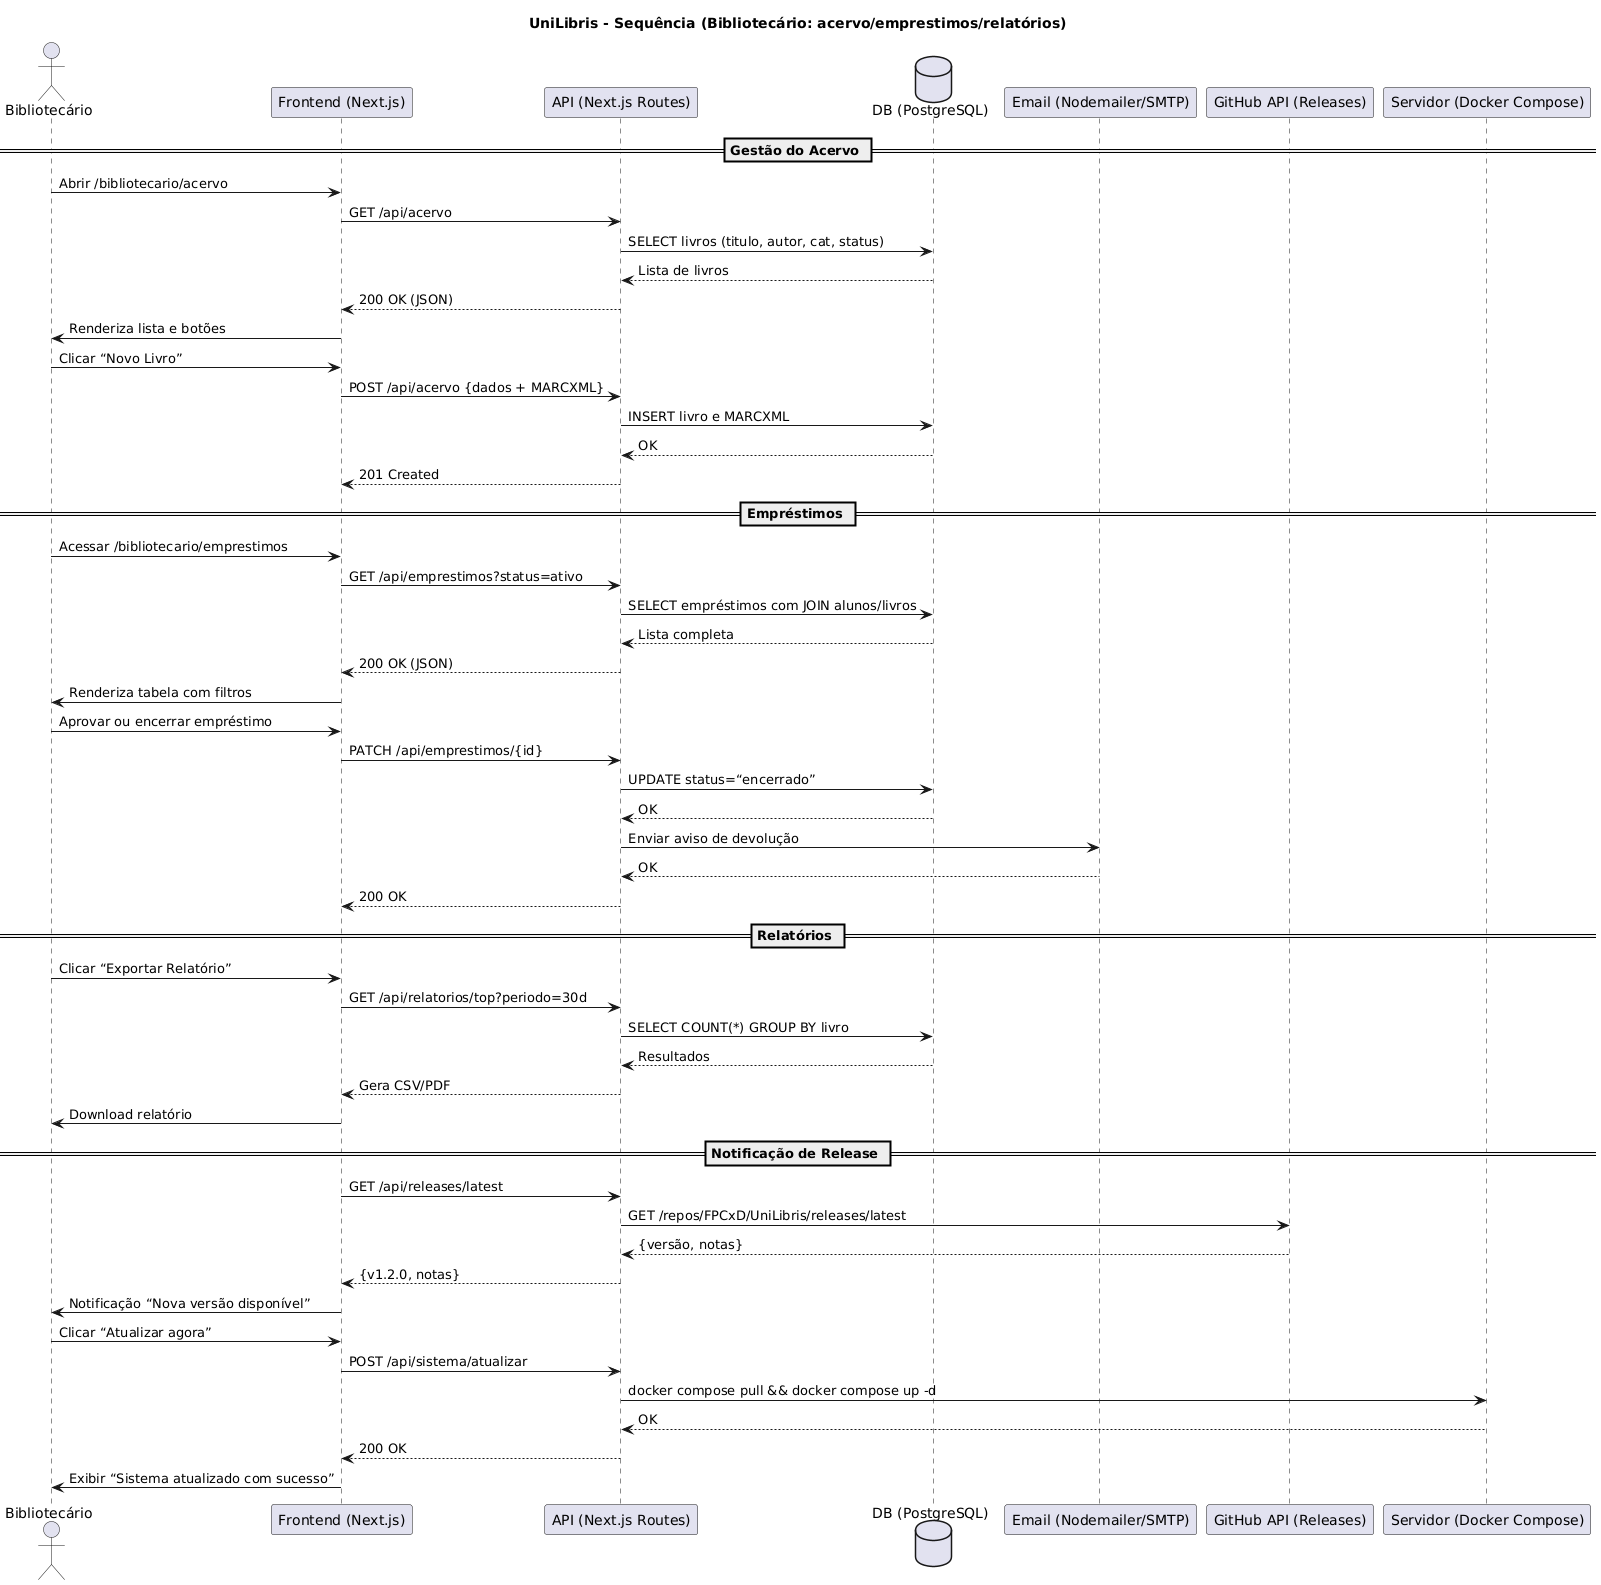 UniLibris - Sequência (Bibliotecário: acervo/emprestimos/relatórios)
Bibliotecário
Frontend (Next.js)
API (Next.js Routes)
DB (PostgreSQL)
Email (Nodemailer/SMTP)
GitHub API (Releases)
Servidor (Docker Compose)
Gestão do Acervo
Abrir /bibliotecario/acervo
GET /api/acervo
SELECT livros (titulo, autor, cat, status)
Lista de livros
200 OK (JSON)
Renderiza lista e botões
Clicar “Novo Livro”
POST /api/acervo {dados + MARCXML}
INSERT livro e MARCXML
OK
201 Created
Empréstimos
Acessar /bibliotecario/emprestimos
GET /api/emprestimos?status=ativo
SELECT empréstimos com JOIN alunos/livros
Lista completa
200 OK (JSON)
Renderiza tabela com filtros
Aprovar ou encerrar empréstimo
PATCH /api/emprestimos/{id}
UPDATE status=“encerrado”
OK
Enviar aviso de devolução
OK
200 OK
Relatórios
Clicar “Exportar Relatório”
GET /api/relatorios/top?periodo=30d
SELECT COUNT(*) GROUP BY livro
Resultados
Gera CSV/PDF
Download relatório
Notificação de Release
GET /api/releases/latest
GET /repos/FPCxD/UniLibris/releases/latest
{versão, notas}
{v1.2.0, notas}
Notificação “Nova versão disponível”
Clicar “Atualizar agora”
POST /api/sistema/atualizar
docker compose pull && docker compose up -d
OK
200 OK
Exibir “Sistema atualizado com sucesso”
Bibliotecário
Frontend (Next.js)
API (Next.js Routes)
DB (PostgreSQL)
Email (Nodemailer/SMTP)
GitHub API (Releases)
Servidor (Docker Compose)